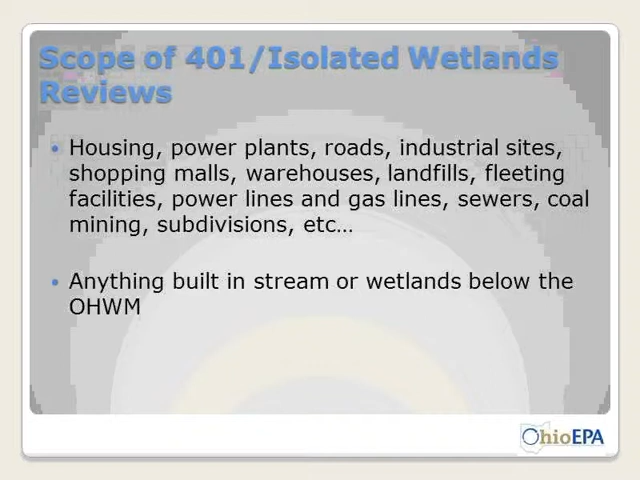 Scope of 401/Isolated Wetlands
Reviews
• Housing, power plants, roads, industrial sites,
shopping malls, warehouses, landfills, fleeting
facilities, power lines and gas lines, sewers, coal
mining, subdivisions, etc…
• Anything built in stream or wetlands below the
OHWM
OhioEPA